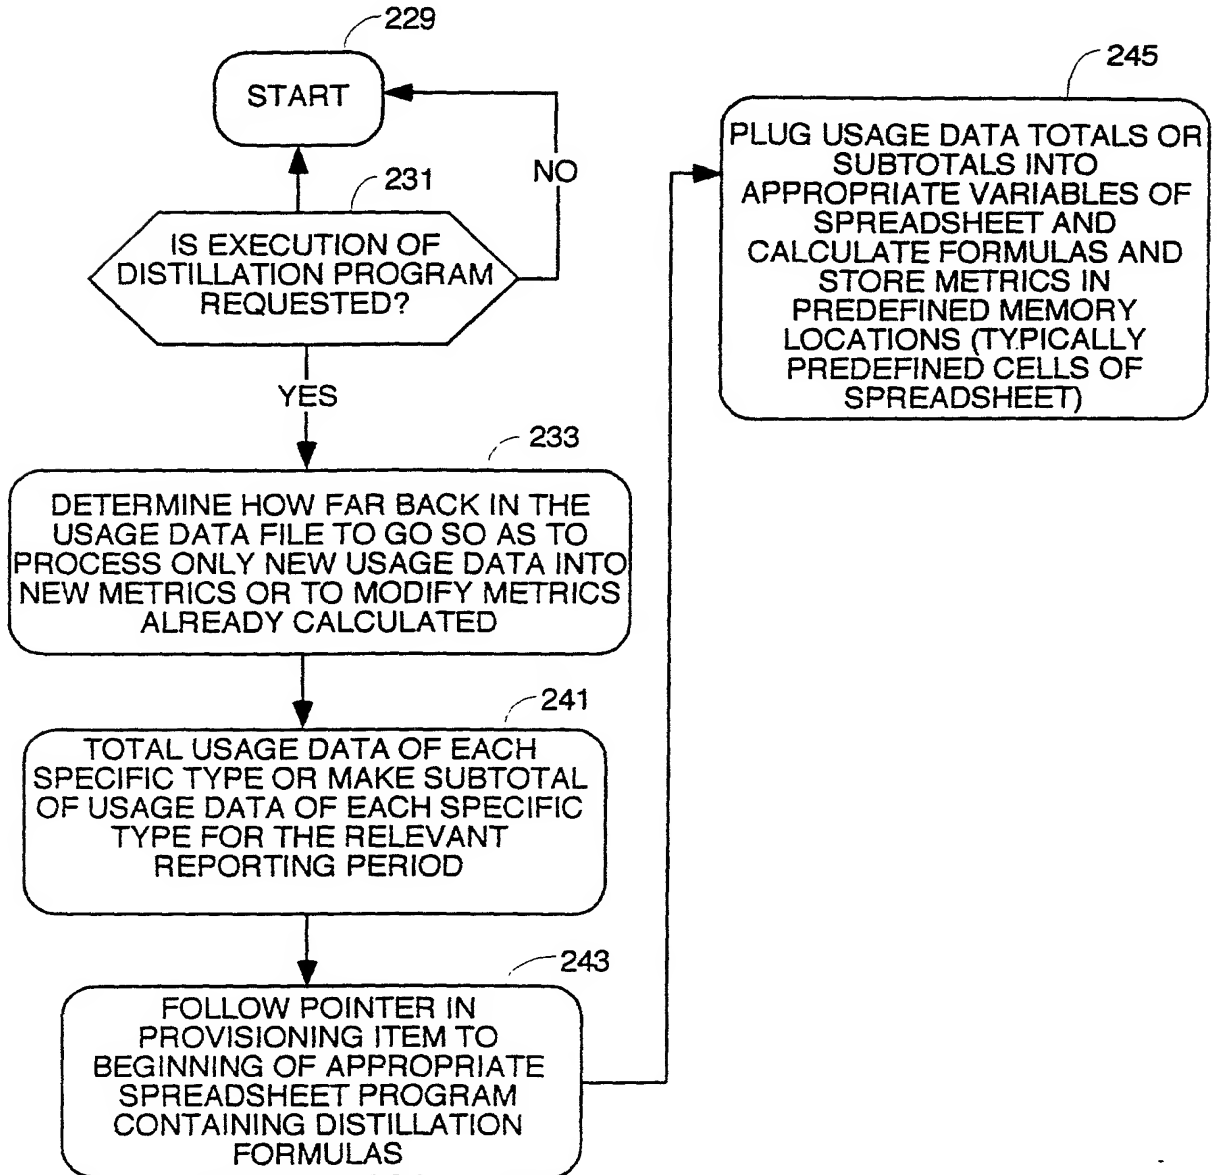 229
START
NO
231
IS EXECUTION OF
DISTILLATION PROGRAM
REQUESTED?
YES
233
DETERMINE HOW FAR BACK IN THE
USAGE DATA FILE TO GO SO AS TO
PROCESS ONLY NEW USAGE DATA INTO
NEW METRICS OR TO MODIFY METRICS
ALREADY CALCULATED
241
TOTAL USAGE DATA OF EACH
SPECIFIC TYPE OR MAKE SUBTOTAL
OF USAGE DATA OF EACH SPECIFIC
TYPE FOR THE RELEVANT
REPORTING PERIOD
243
FOLLOW POINTER IN
PROVISIONING ITEM TO
BEGINNING OF APPROPRIATE
SPREADSHEET PROGRAM
CONTAINING DISTILLATION
FORMULAS
245
PLUG USAGE DATA TOTALS OR
SUBTOTALS INTO
APPROPRIATE VARIABLES OF
SPREADSHEET AND
CALCULATE FORMULAS AND
STORE METRICS IN
PREDEFINED MEMORY
LOCATIONS (TYPICALLY
PREDEFINED CELLS OF
SPREADSHEET)